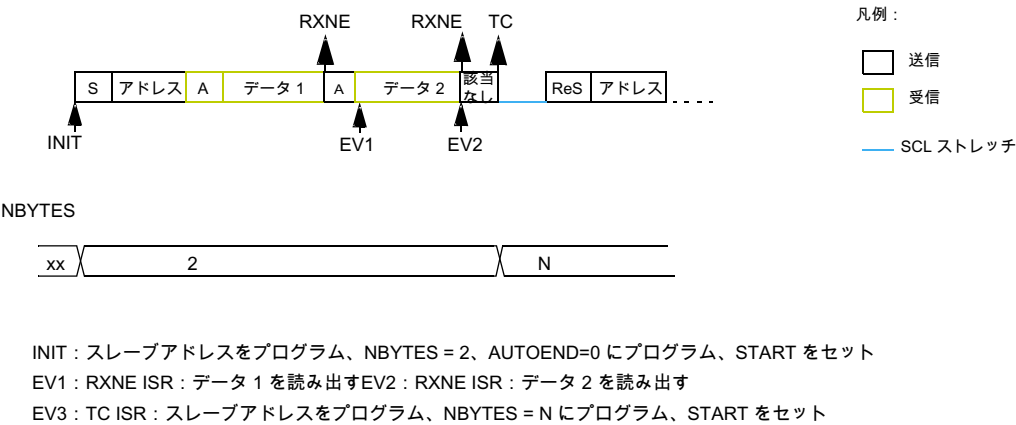 RXNE RXNE TC
凡例：
送信
受信
SCL ストレッチ
S アドレス A データ 1 A データ 2 該当なし ReS アドレス
INIT EV1 EV2
NBYTES
xx 2 N
INIT：スレーブアドレスをプログラム、NBYTES = 2、AUTOEND=0 にプログラム、START をセット
EV1：RXNE ISR：データ 1 を読み出すEV2：RXNE ISR：データ 2 を読み出す
EV3：TC ISR：スレーブアドレスをプログラム、NBYTES = N にプログラム、START をセット